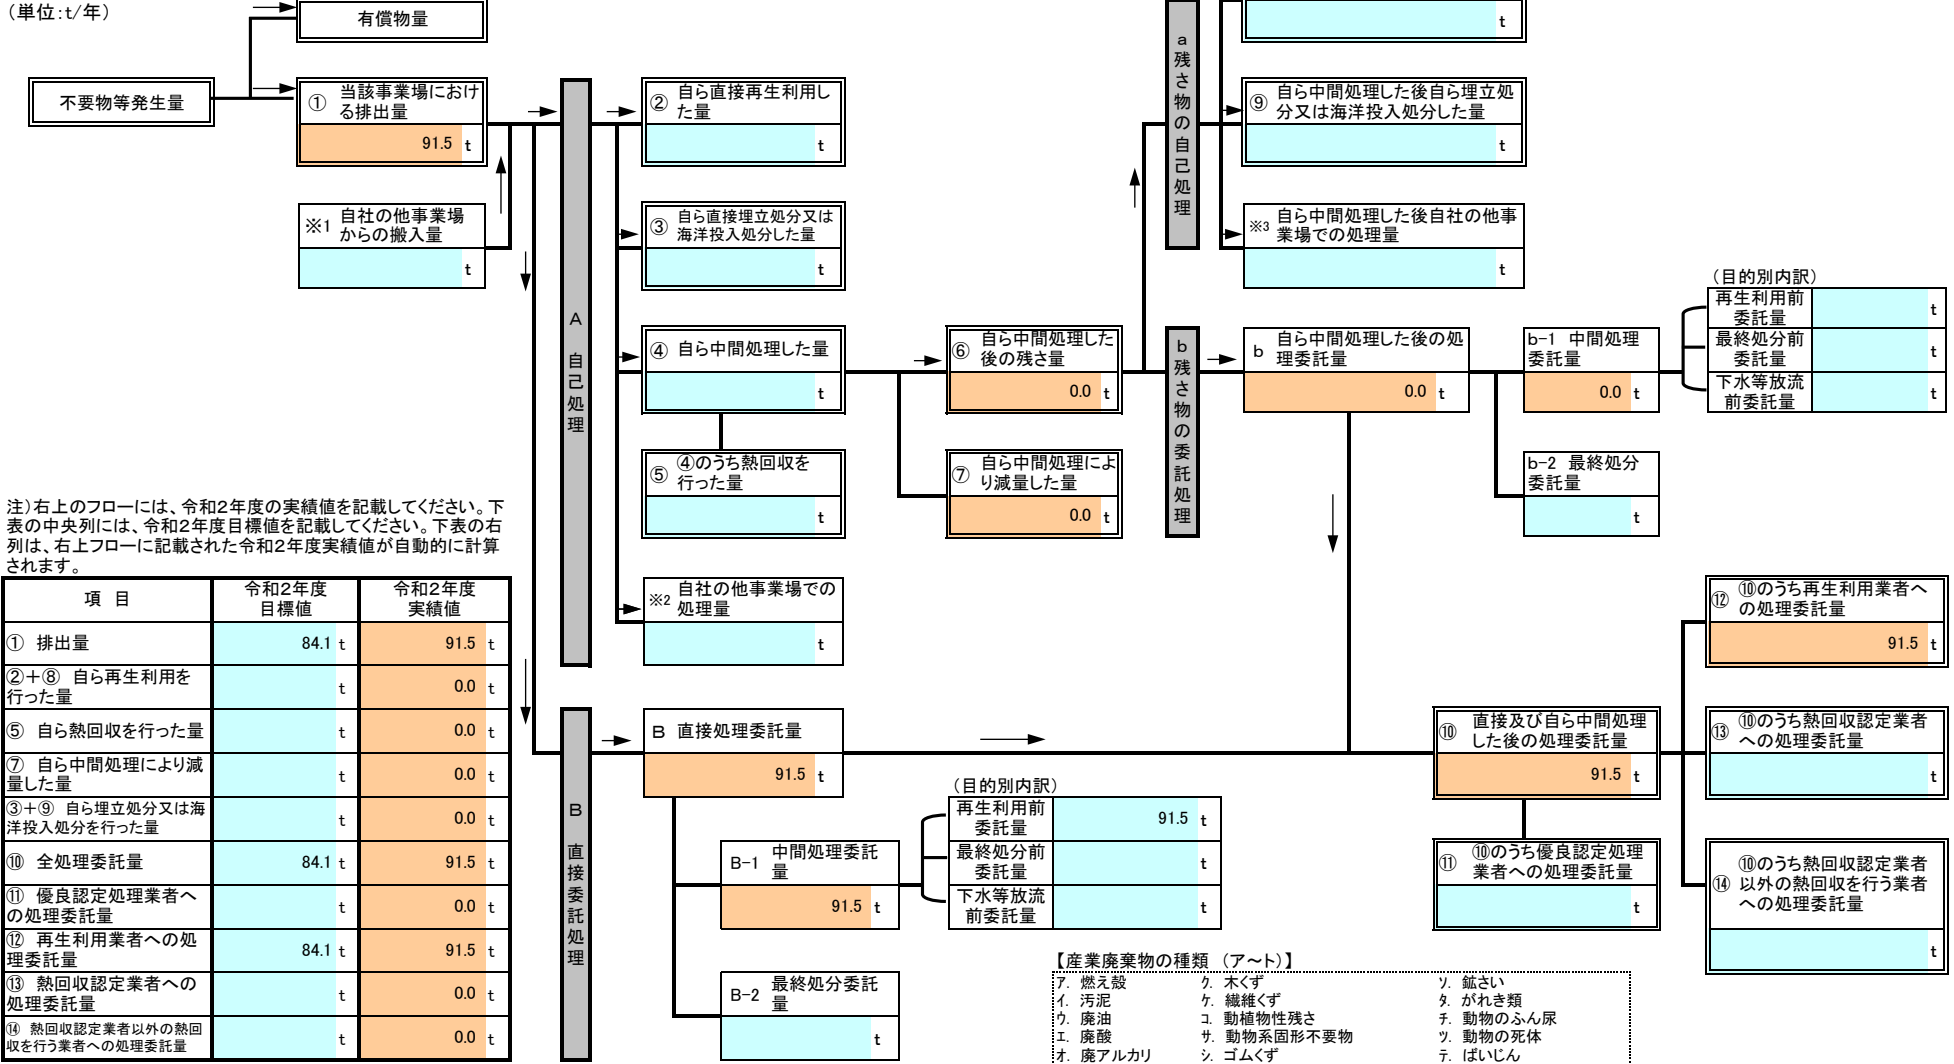 （単位:t/年）
有償物量
不要物等発生量
① 当該事業場におけ
る排出量
91.5 t
※1 自社の他事業場
からの搬入量
t
A 自己処理
② 自ら直接再生利用し
た量
t
③ 自ら直接埋立処分又は
海洋投入処分した量
t
④ 自ら中間処理した量
t
⑤ ④のうち熱回収を
行った量
t
※2 自社の他事業場での
処理量
t
⑥ 自ら中間処理した
後の残さ量
0.0 t
⑦ 自ら中間処理によ
り減量した量
0.0 t
a残さ物の自己処理
t
⑨ 自ら中間処理した後自ら埋立処
分又は海洋投入処分した量
t
※3 自ら中間処理した後自社の他事
業場での処理量
t
b残さ物の委託処理
b 自ら中間処理した後の処
理委託量
0.0 t
b-1 中間処理
委託量
0.0 t
b-2 最終処分
委託量
t
（目的別内訳）
再生利用前
委託量
t
最終処分前
委託量
t
下水等放流
前委託量
t
注）右上のフローには、令和2年度の実績値を記載してください。下
表の中央列には、令和2年度目標値を記載してください。下表の右
列は、右上フローに記載された令和2年度実績値が自動的に計算
されます。
項 目
令和2年度
目標値
令和2年度
実績値
① 排出量 84.1 t 91.5 t
②＋⑧ 自ら再生利用を
行った量
t 0.0 t
⑤ 自ら熱回収を行った量 t 0.0 t
⑦ 自ら中間処理により減
量した量
t 0.0 t
③＋⑨ 自ら埋立処分又は海
洋投入処分を行った量
t 0.0 t
⑩ 全処理委託量 84.1 t 91.5 t
⑪ 優良認定処理業者へ
の処理委託量
t 0.0 t
⑫ 再生利用業者への処
理委託量
84.1 t 91.5 t
⑬ 熱回収認定業者への
処理委託量
t 0.0 t
⑭ 熱回収認定業者以外の熱回
収を行う業者への処理委託量
t 0.0 t
B 直接委託処理
B 直接処理委託量
91.5 t
B-1 中間処理委託
量
91.5 t
B-2 最終処分委託
量
t
（目的別内訳）
再生利用前
委託量
91.5 t
最終処分前
委託量
t
下水等放流
前委託量
t
⑩ 直接及び自ら中間処理
した後の処理委託量
91.5 t
⑪ ⑩のうち優良認定処理
業者への処理委託量
t
⑫ ⑩のうち再生利用業者へ
の処理委託量
91.5 t
⑬ ⑩のうち熱回収認定業者
への処理委託量
t
⑭ ⑩のうち熱回収認定業者
以外の熱回収を行う業者
への処理委託量
t
【産業廃棄物の種類 （ア～ト）】
ア. 燃え殻 ク. 木くず ソ. 鉱さい
イ. 汚泥 ケ. 繊維くず タ. がれき類
ウ. 廃油 コ. 動植物性残さ チ. 動物のふん尿
エ. 廃酸 サ. 動物系固形不要物 ツ. 動物の死体
オ. 廃アルカリ シ. ゴムくず テ. ばいじん